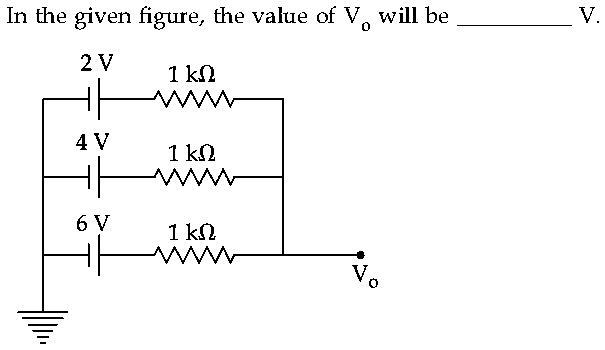 In the given figure, the value of Vₒ will be __________ V.
2 V
1 kΩ
4 V
1 kΩ
6 V
1 kΩ
Vₒ